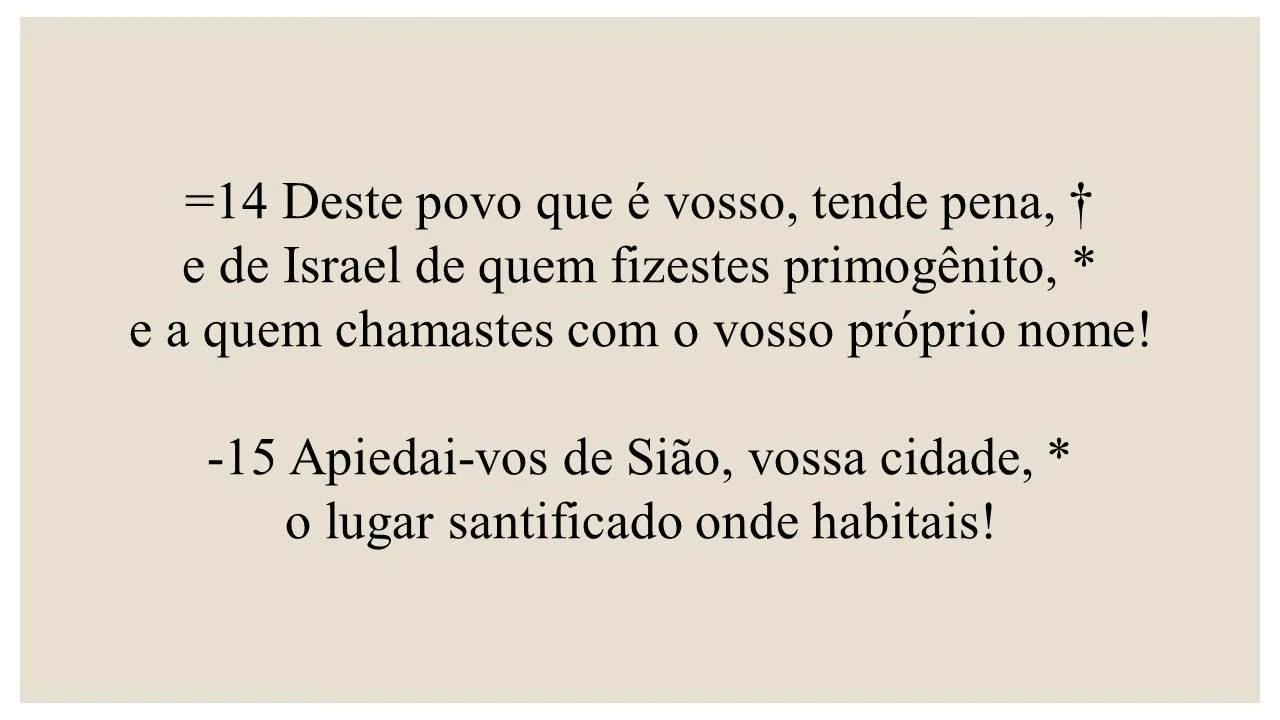 =14 Deste povo que é vosso, tende pena, †
e de Israel de quem fizestes primogênito, *
e a quem chamastes com o vosso próprio nome!
-15 Apiedai-vos de Sião, vossa cidade, *
o lugar santificado onde habitais!